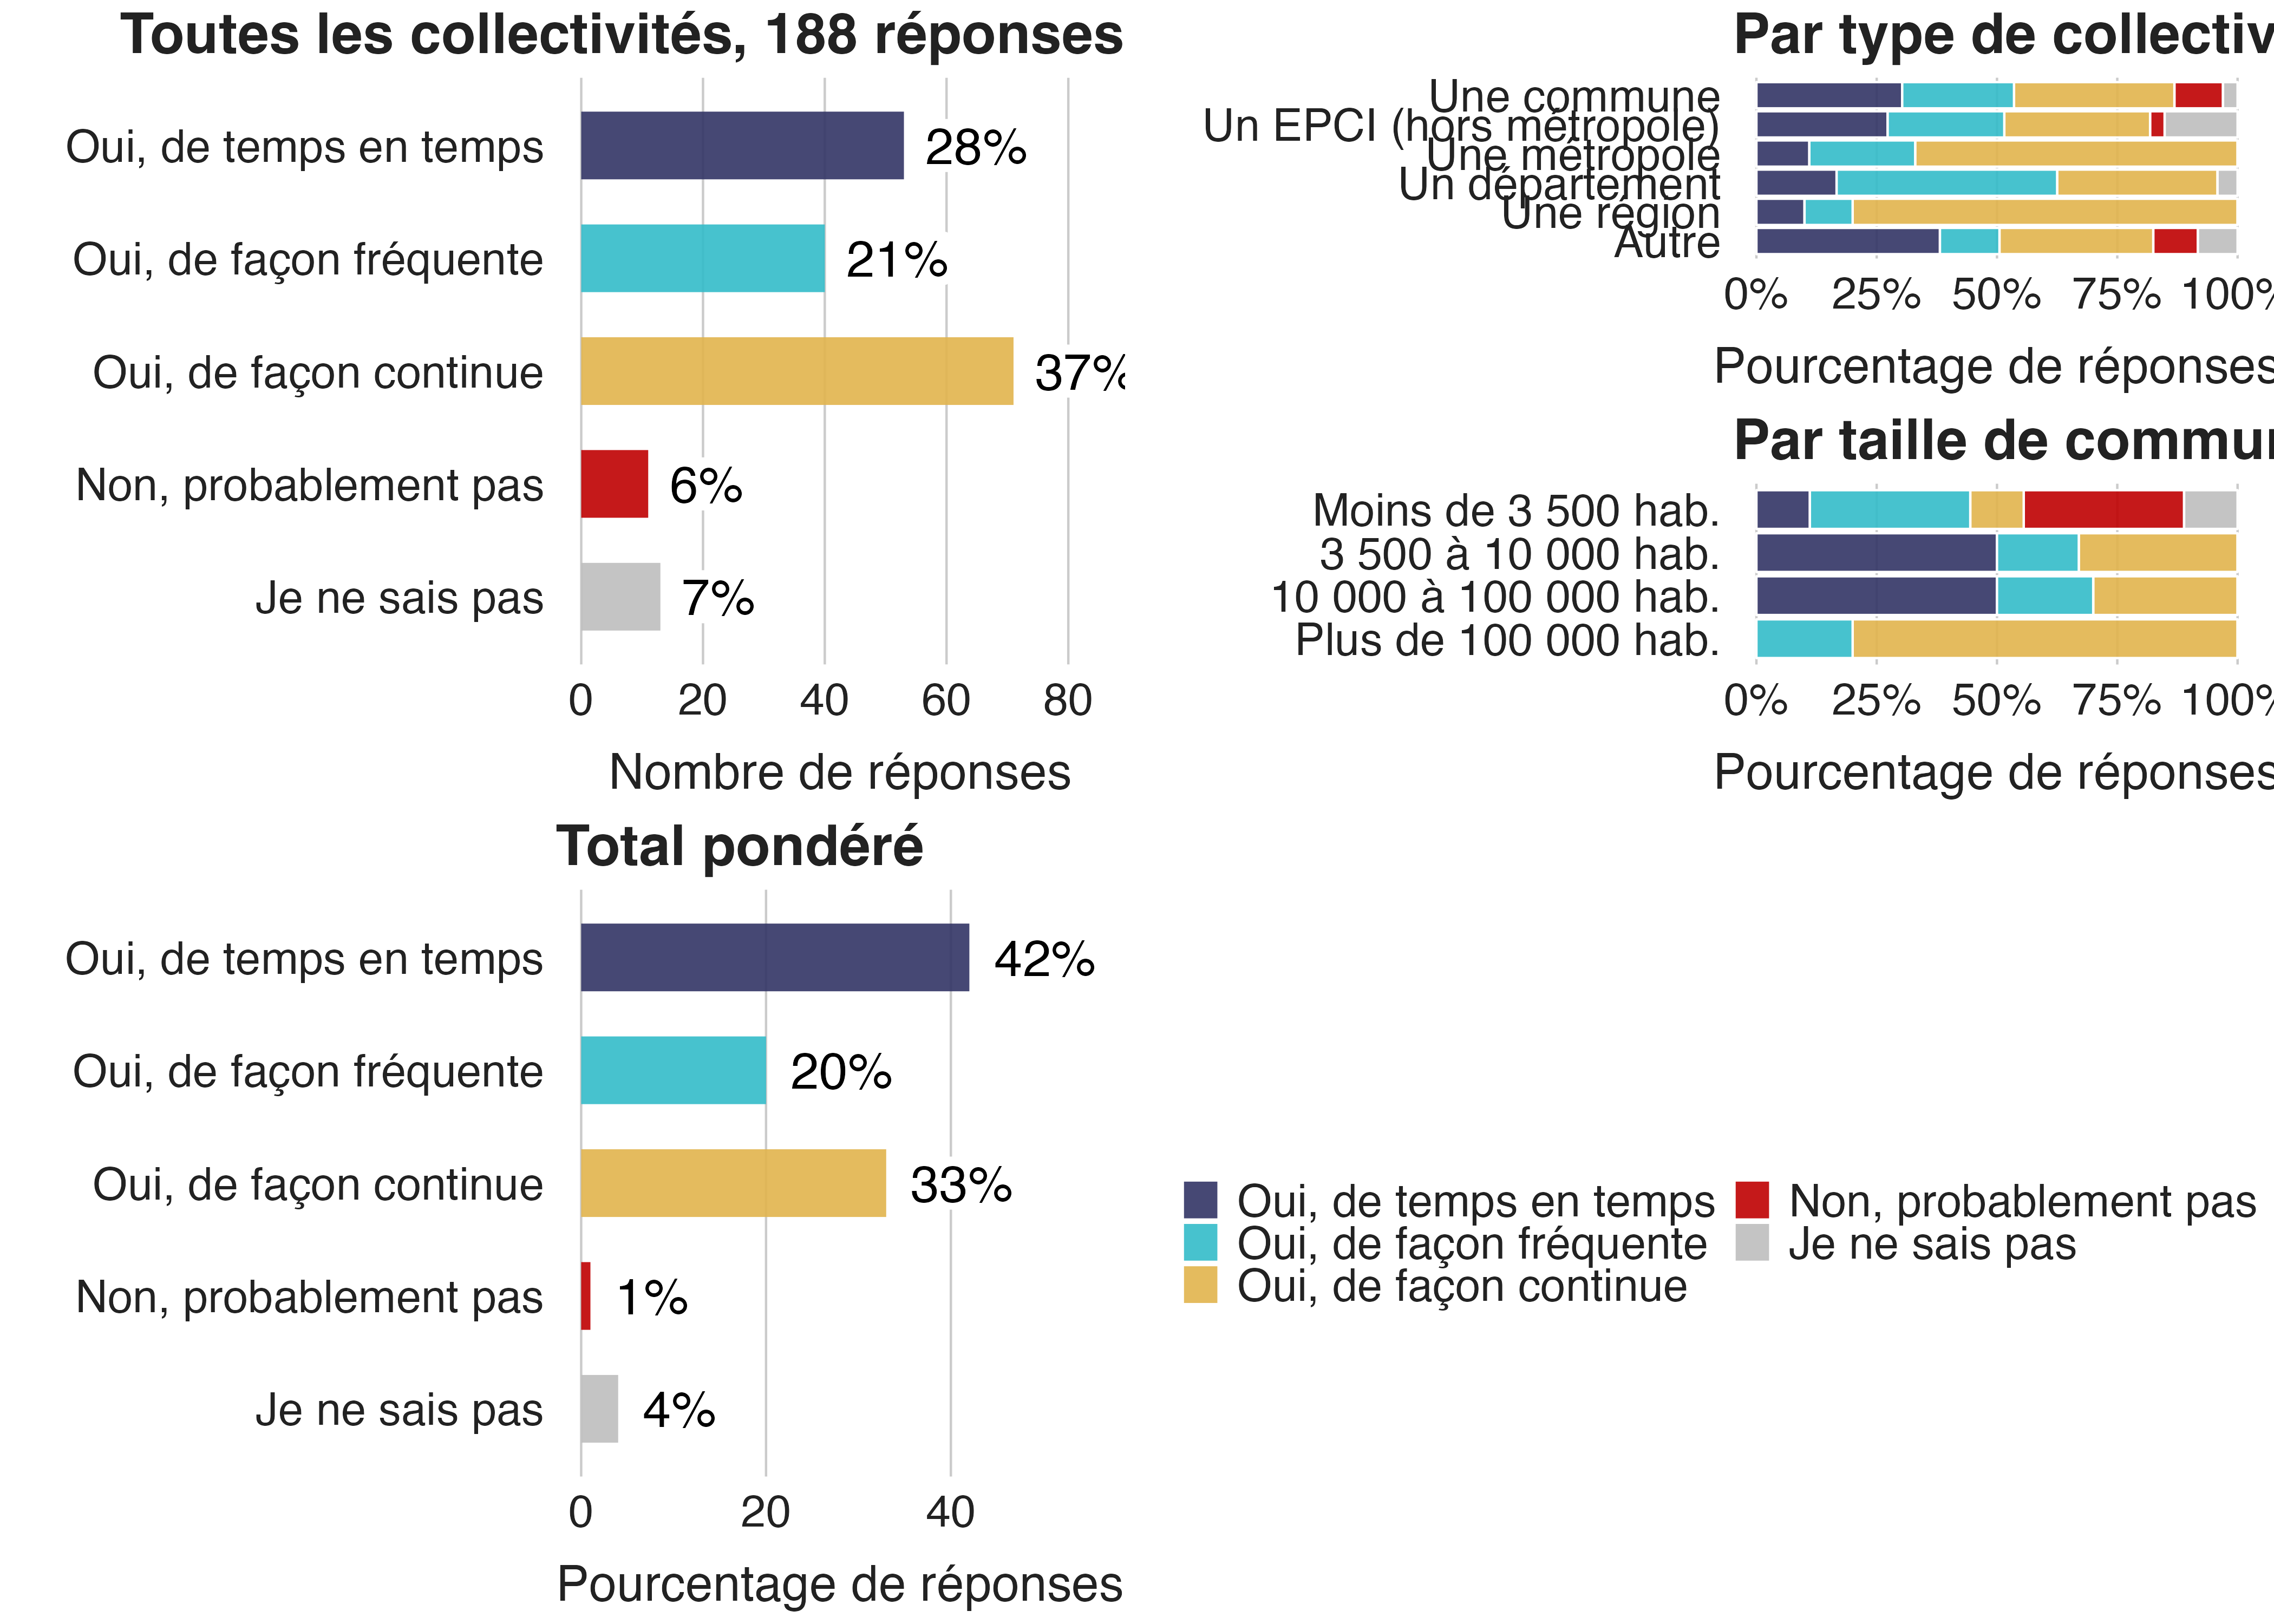 Toutes les collectivités, 188 réponses
Oui, de temps en temps
28%
Oui, de façon fréquente
21%
Oui, de façon continue
37%
Non, probablement pas
6%
Je ne sais pas
7%
0 20 40 60 80
Nombre de réponses
Par type de collectiv
Une commune
Un EPCI (hors métropole)
Une métropole
Un département
Une région
Autre
0% 25% 50% 75% 100%
Pourcentage de réponses
Par taille de commun
Moins de 3 500 hab.
3 500 à 10 000 hab.
10 000 à 100 000 hab.
Plus de 100 000 hab.
0% 25% 50% 75% 100%
Pourcentage de réponses
Total pondéré
Oui, de temps en temps
42%
Oui, de façon fréquente
20%
Oui, de façon continue
33%
Non, probablement pas
1%
Je ne sais pas
4%
0 20 40
Pourcentage de réponses
Oui, de temps en temps
Oui, de façon fréquente
Oui, de façon continue
Non, probablement pas
Je ne sais pas